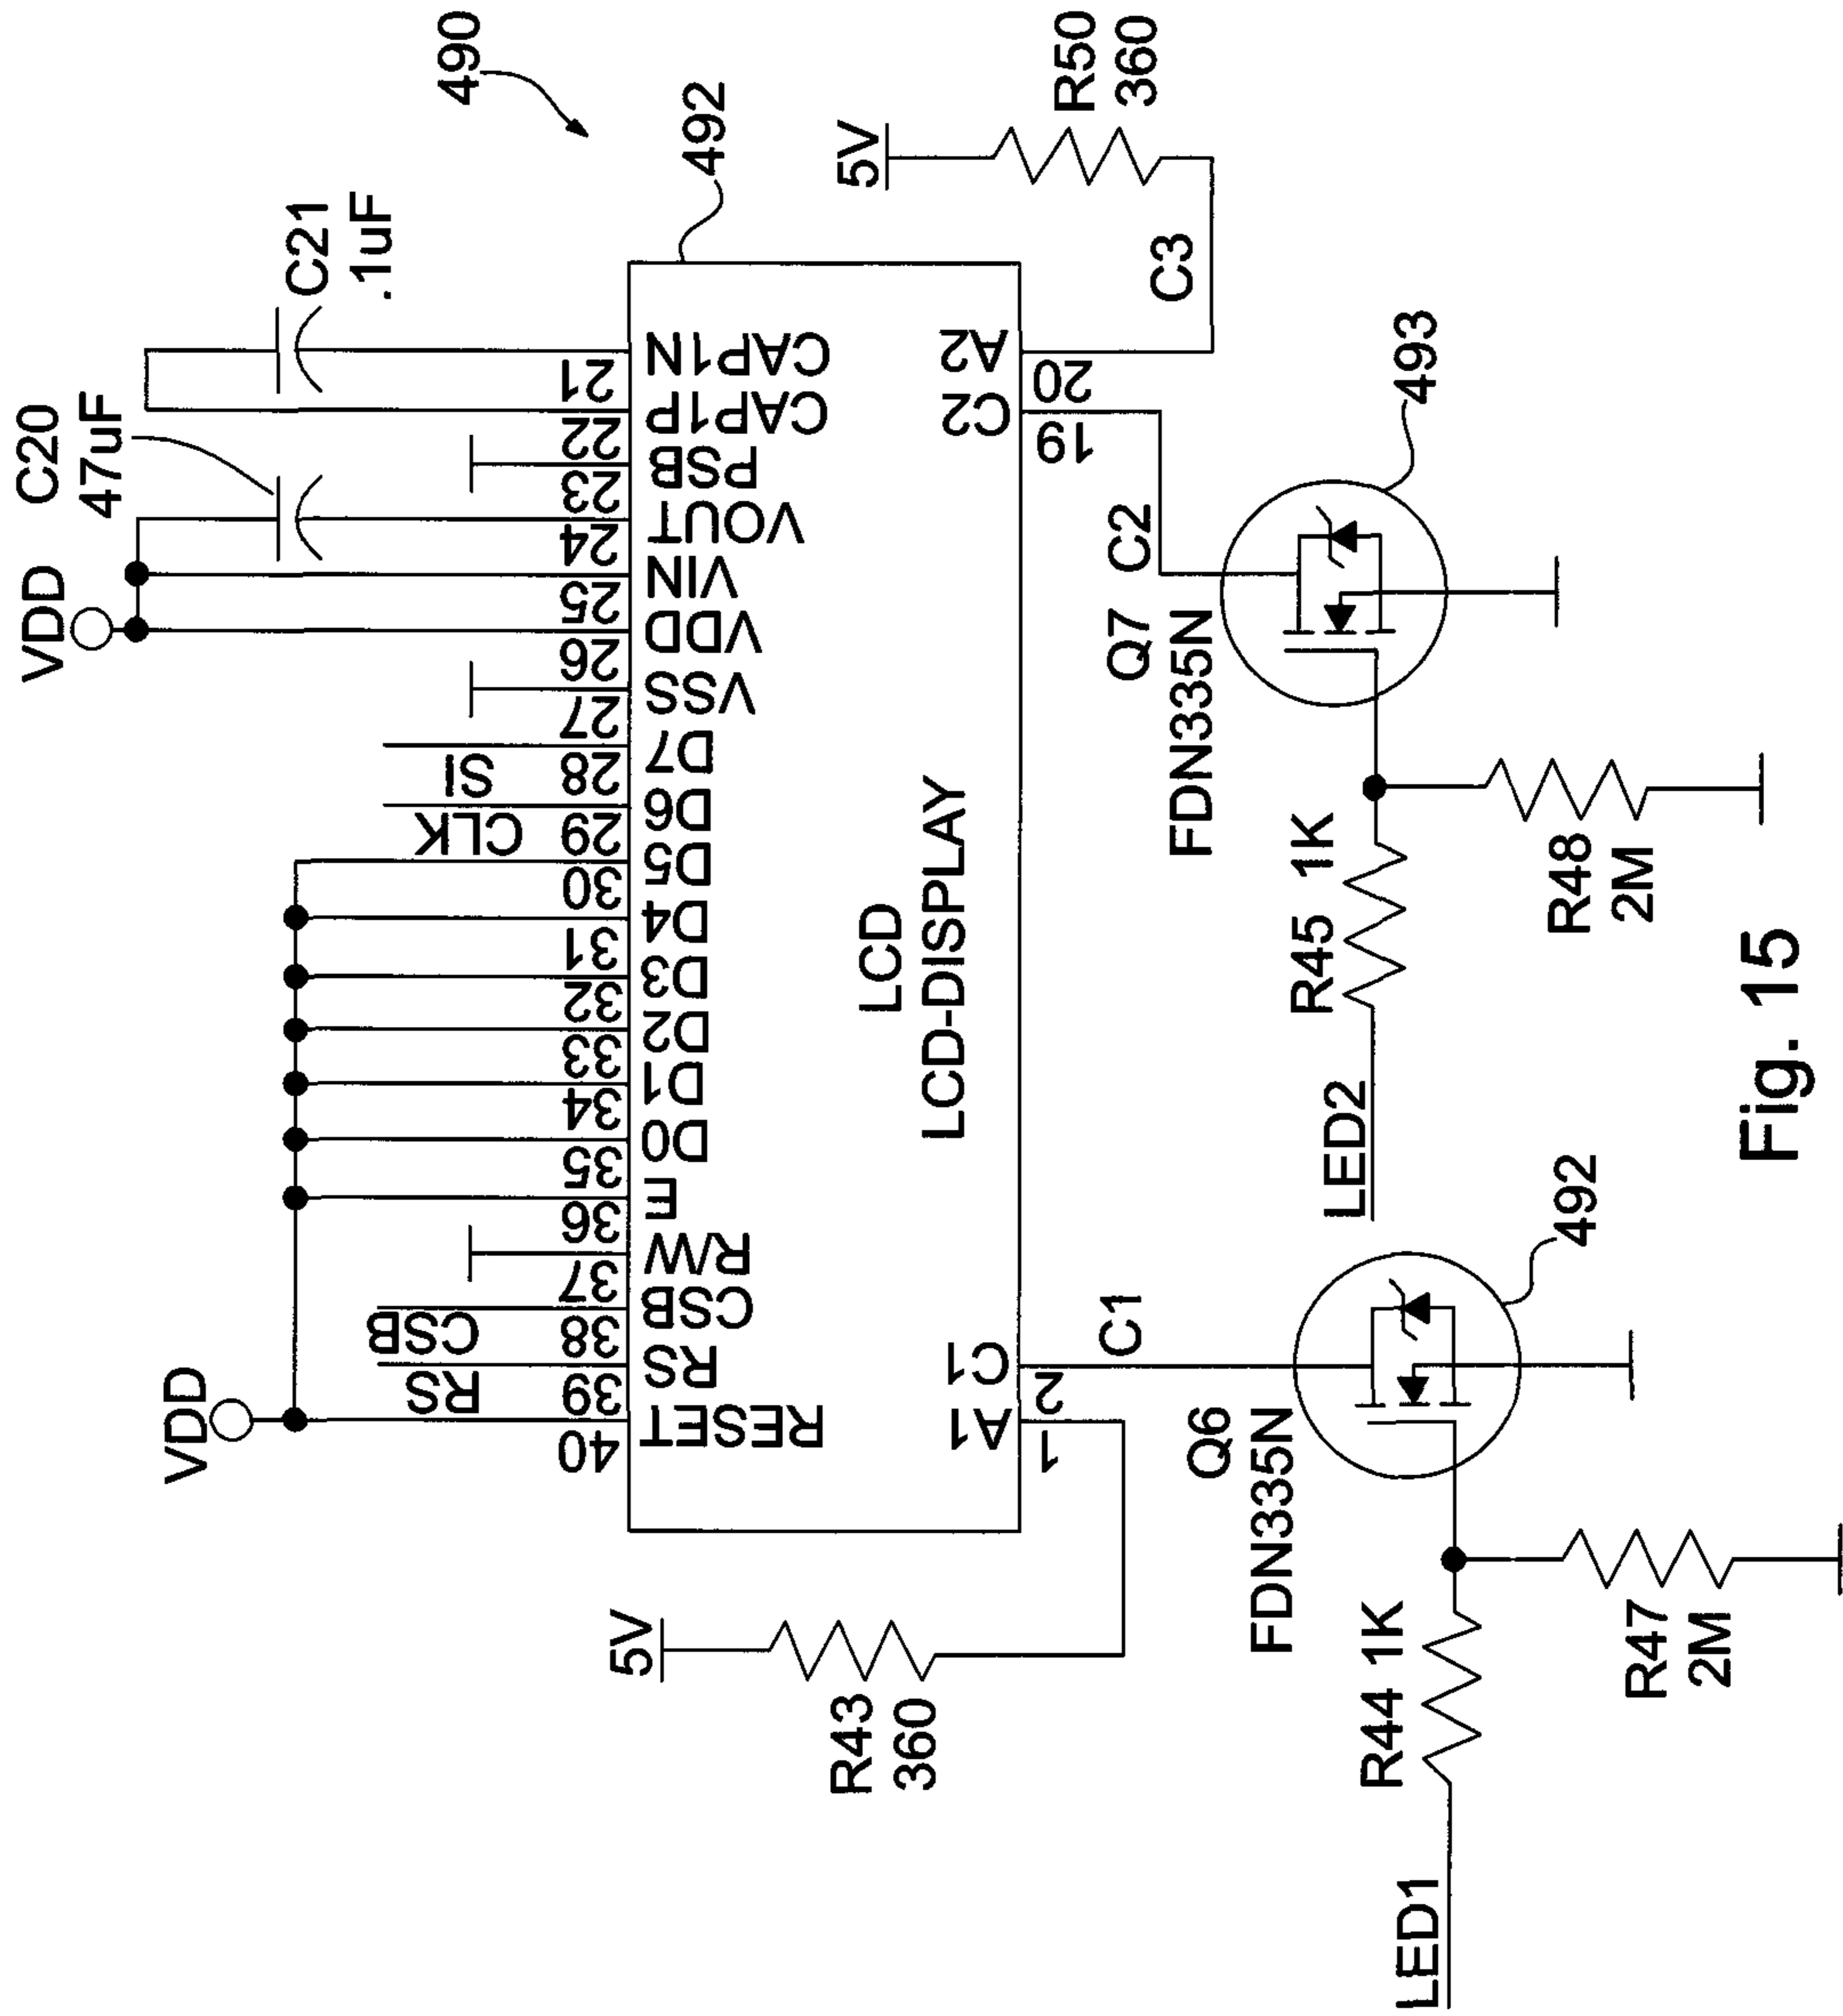 490
C20
47uF
C21
.1uF
VDD
VDD
492
RS
CSB
CLK
SI
40
39
38
37
36
35
34
33
32
31
30
29
28
27
26
25
24
23
22
21
RESET
RS
CSB
RW
E
D0
D1
D2
D3
D4
D5
D6
D7
VSS
VDD
VIN
VOUT
PSB
CAP1P
CAP1N
LCD
LCD-DISPLAY
A1
C1
C2
A2
1
2
19
20
5V
R43
360
5V
R50
360
C3
C1
C2
Q6
FDN335N
492
Q7
FDN335N
493
LED1
R44 1K
R47
2M
LED2
R45 1K
R48
2M
Fig. 15